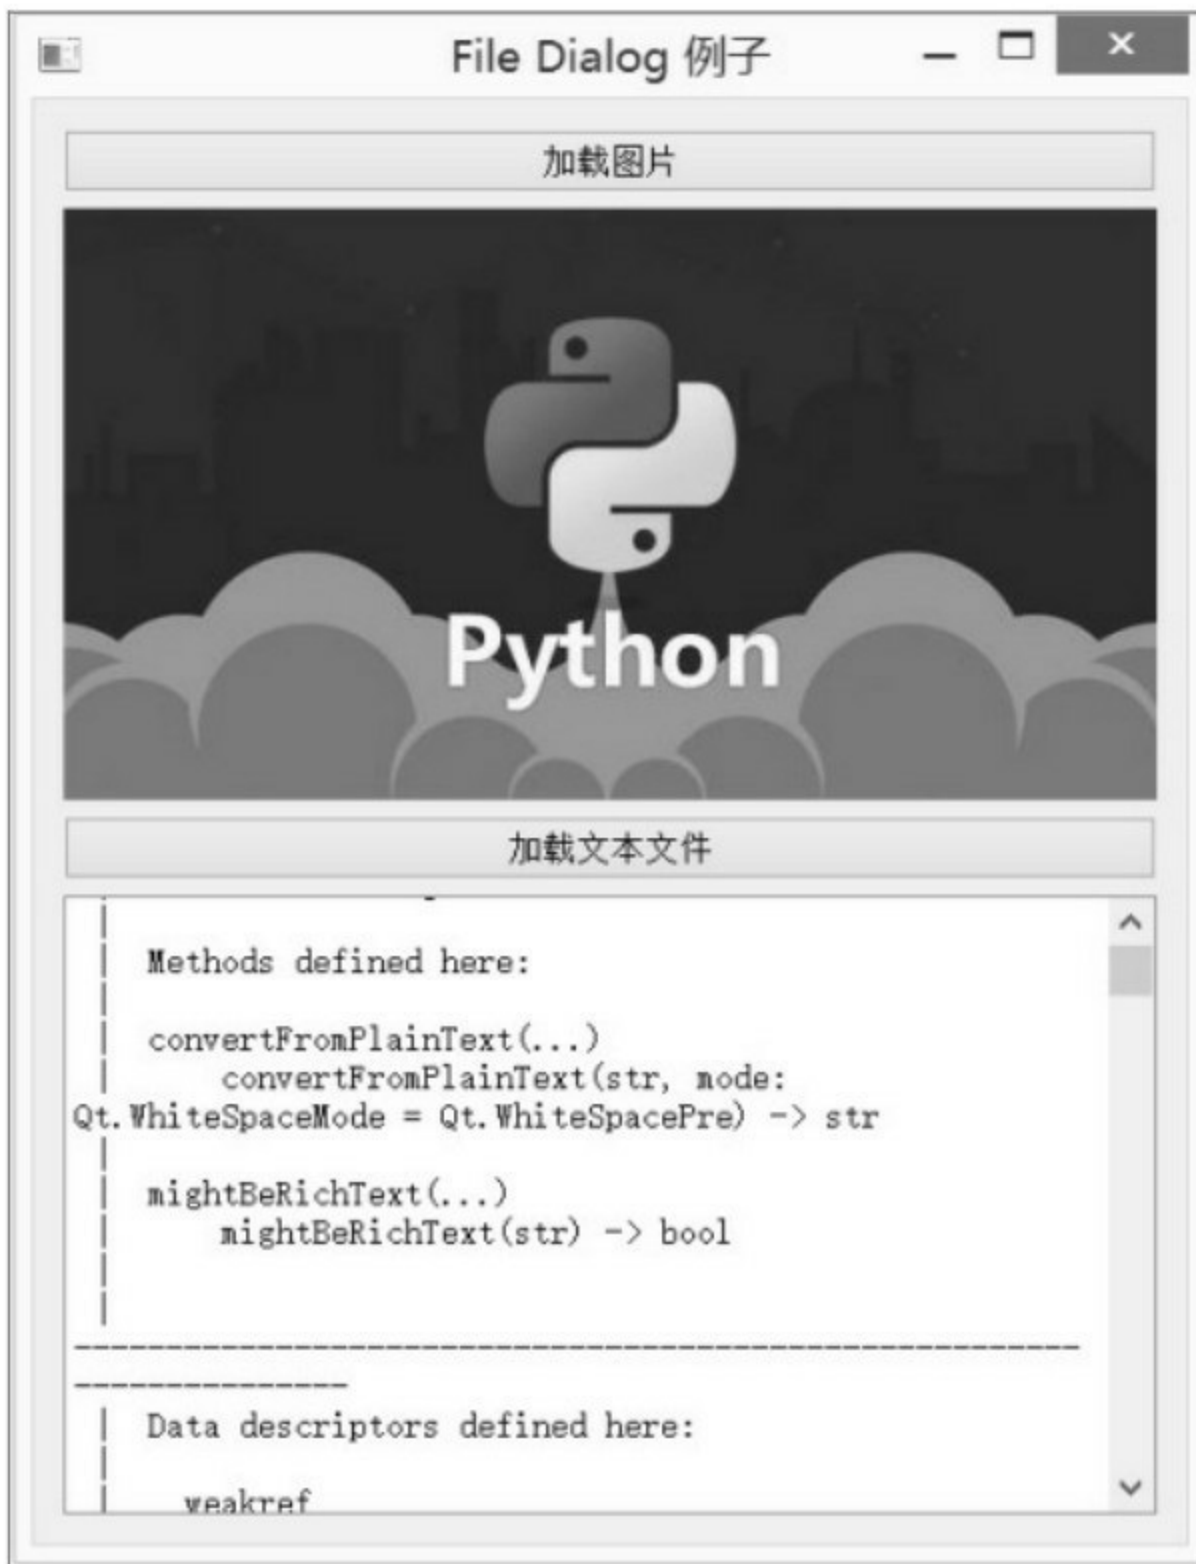 File Dialog 例子
加载图片
Python
加载文本文件
|
| Methods defined here:
|
| convertFromPlainText(...)
| convertFromPlainText(str, mode:
Qt.WhiteSpaceMode = Qt.WhiteSpacePre) -> str
|
| mightBeRichText(...)
| mightBeRichText(str) -> bool
|
|
-------------------------------------------------------
---------------
| Data descriptors defined here:
|
| weakref